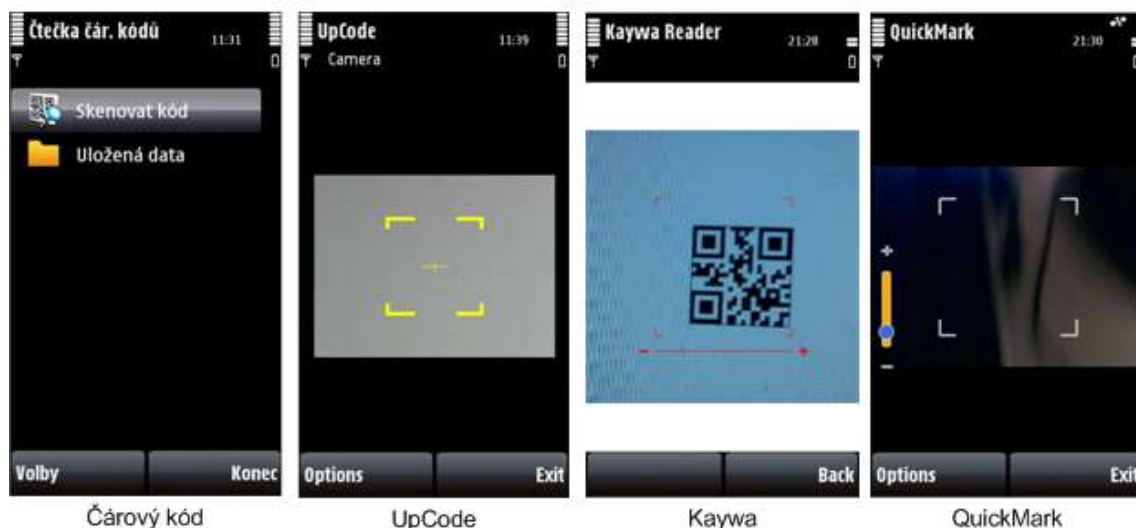 Čtečka čár. kódů
11:31
Skenovat kód
Uložená data
Volby
Konec
Čárový kód
UpCode
11:39
Camera
Options
Exit
UpCode
Kaywa Reader
21:28
Back
Kaywa
QuickMark
21:30
Options
Exit
QuickMark